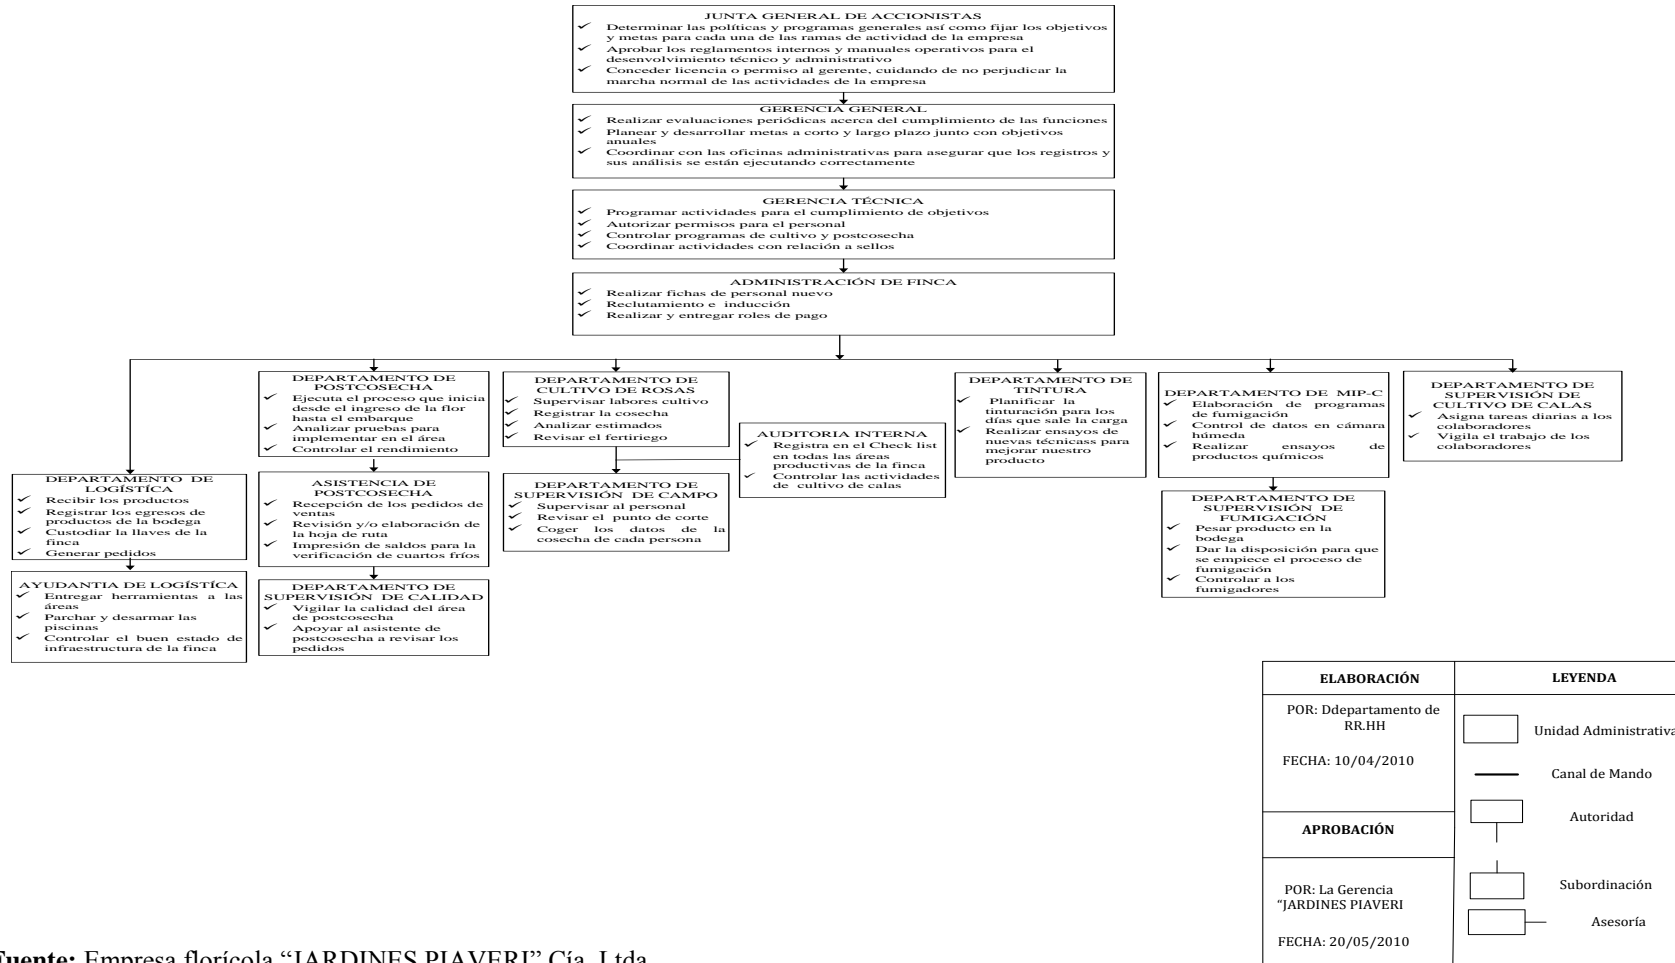 JUNTA GENERAL DE ACCIONISTAS
✓ Determinar las políticas y programas generales así como fijar los objetivos
y metas para cada una de las ramas de actividad de la empresa
✓ Aprobar los reglamentos internos y manuales operativos para el
desenvolvimiento técnico y administrativo
✓ Conceder licencia o permiso al gerente, cuidando de no perjudicar la
marcha normal de las actividades de la empresa
GERENCIA GENERAL
✓ Realizar evaluaciones periódicas acerca del cumplimiento de las funciones
✓ Planear y desarrollar metas a corto y largo plazo junto con objetivos
anuales
✓ Coordinar con las oficinas administrativas para asegurar que los registros y
sus análisis se están ejecutando correctamente
GERENCIA TÉCNICA
✓ Programar actividades para el cumplimiento de objetivos
✓ Autorizar permisos para el personal
✓ Controlar programas de cultivo y postcosecha
✓ Coordinar actividades con relación a sellos
ADMINISTRACIÓN DE FINCA
✓ Realizar fichas de personal nuevo
✓ Reclutamiento e inducción
✓ Realizar y entregar roles de pago
DEPARTAMENTO DE
LOGÍSTÍCA
✓ Recibir los productos
✓ Registrar los egresos de
productos de la bodega
✓ Custodiar la llaves de la
finca
✓ Generar pedidos
AYUDANTIA DE LOGÍSTÍCA
✓ Entregar herramientas a las
áreas
✓ Parchar y desarmar las
piscinas
✓ Controlar el buen estado de
infraestructura de la finca
DEPARTAMENTO DE
POSTCOSECHA
✓ Ejecuta el proceso que inicia
desde el ingreso de la flor
hasta el embarque
✓ Analizar pruebas para
implementar en el área
✓ Controlar el rendimiento
ASISTENCIA DE
POSTCOSECHA
✓ Recepción de los pedidos de
ventas
✓ Revisión y/o elaboración de
la hoja de ruta
✓ Impresión de saldos para la
verificación de cuartos fríos
DEPARTAMENTO DE
SUPERVISIÓN DE CALIDAD
✓ Vigilar la calidad del área
de postcosecha
✓ Apoyar al asistente de
postcosecha a revisar los
pedidos
DEPARTAMENTO DE
CULTIVO DE ROSAS
✓ Supervisar labores cultivo
✓ Registrar la cosecha
✓ Analizar estimados
✓ Revisar el fertiriego
DEPARTAMENTO DE
SUPERVISIÓN DE CAMPO
✓ Supervisar al personal
✓ Revisar el punto de corte
✓ Coger los datos de la
cosecha de cada persona
AUDITORIA INTERNA
✓ Registra en el Check list
en todas las áreas
productivas de la finca
✓ Controlar las actividades
de cultivo de calas
DEPARTAMENTO DE
TINTURA
✓ Planificar la
tinturación para los
días que sale la carga
✓ Realizar ensayos de
nuevas técnicass para
mejorar nuestro
producto
DEPARTAMENTO DE MIP-C
✓ Elaboración de programas
de fumigación
✓ Control de datos en cámara
húmeda
✓ Realizar ensayos de
productos químicos
DEPARTAMENTO DE
SUPERVISIÓN DE
FUMIGACIÓN
✓ Pesar producto en la
bodega
✓ Dar la disposición para que
se empiece el proceso de
fumigación
✓ Controlar a los
fumigadores
DEPARTAMENTO DE
SUPERVISIÓN DE
CULTIVO DE CALAS
✓ Asigna tareas diarias a los
colaboradores
✓ Vigila el trabajo de los
colaboradores
ELABORACIÓN
POR: Ddepartamento de
RR.HH
FECHA: 10/04/2010
APROBACIÓN
POR: La Gerencia
“JARDINES PIAVERI
FECHA: 20/05/2010
LEYENDA
Unidad Administrativa
Canal de Mando
Autoridad
Subordinación
Asesoría
Fuente: Empresa florícola “JARDINES PIAVERI” Cía. Ltda